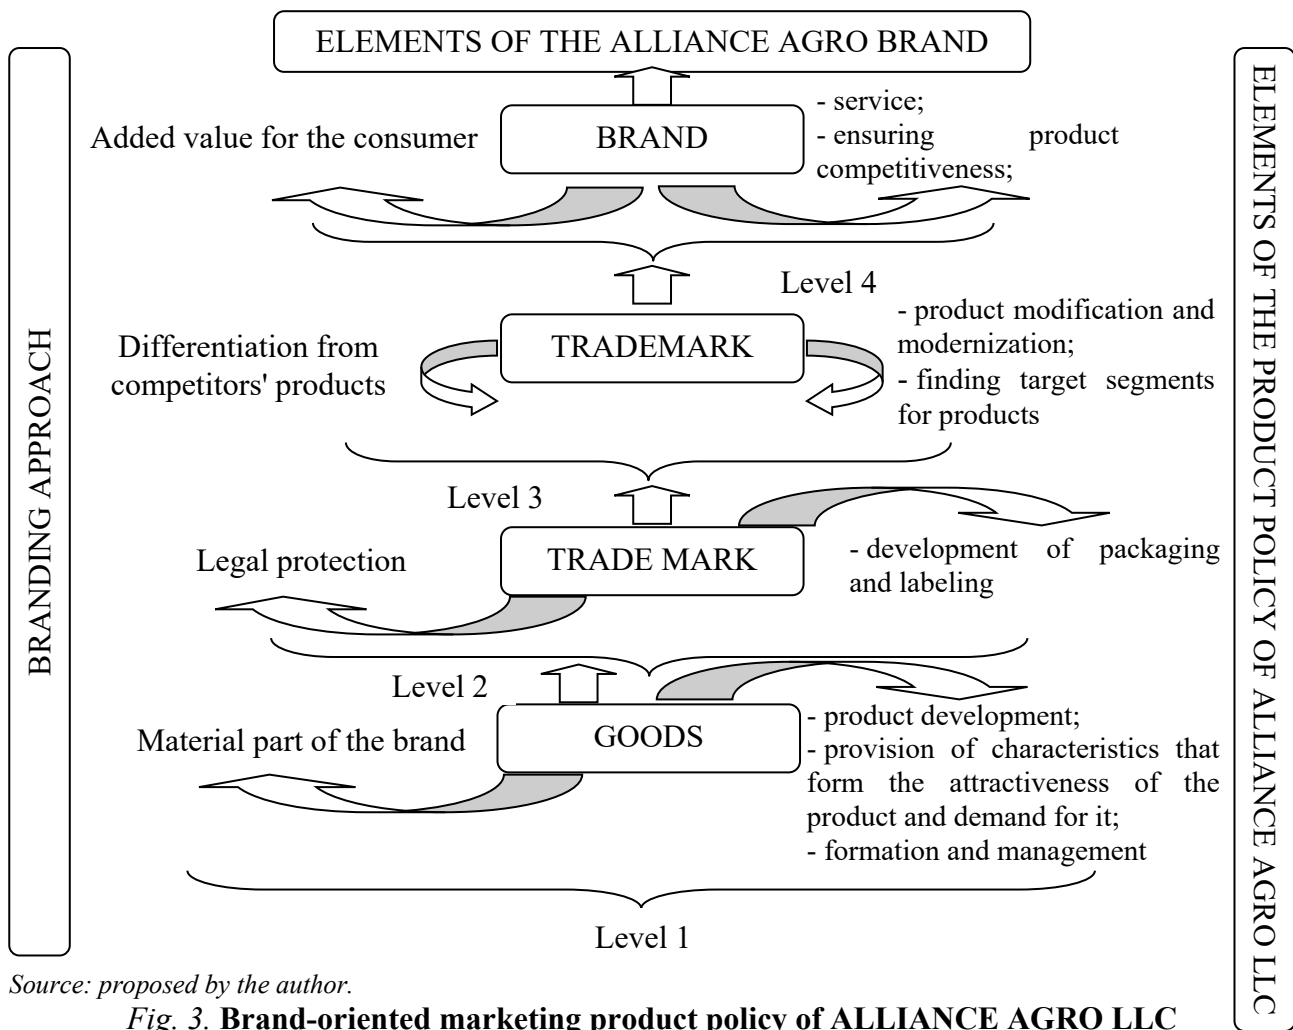 ELEMENTS OF THE ALLIANCE AGRO BRAND
BRANDING APPROACH
ELEMENTS OF THE PRODUCT POLICY OF ALLIANCE AGRO LLC
Added value for the consumer
BRAND
- service;
- ensuring product
competitiveness;
Level 4
Differentiation from
competitors' products
TRADEMARK
- product modification and
modernization;
- finding target segments
for products
Level 3
Legal protection
TRADE MARK
- development of packaging
and labeling
Level 2
Material part of the brand
GOODS
- product development;
- provision of characteristics that
form the attractiveness of the
product and demand for it;
- formation and management
Level 1
Source: proposed by the author.
Fig. 3. Brand-oriented marketing product policy of ALLIANCE AGRO LLC